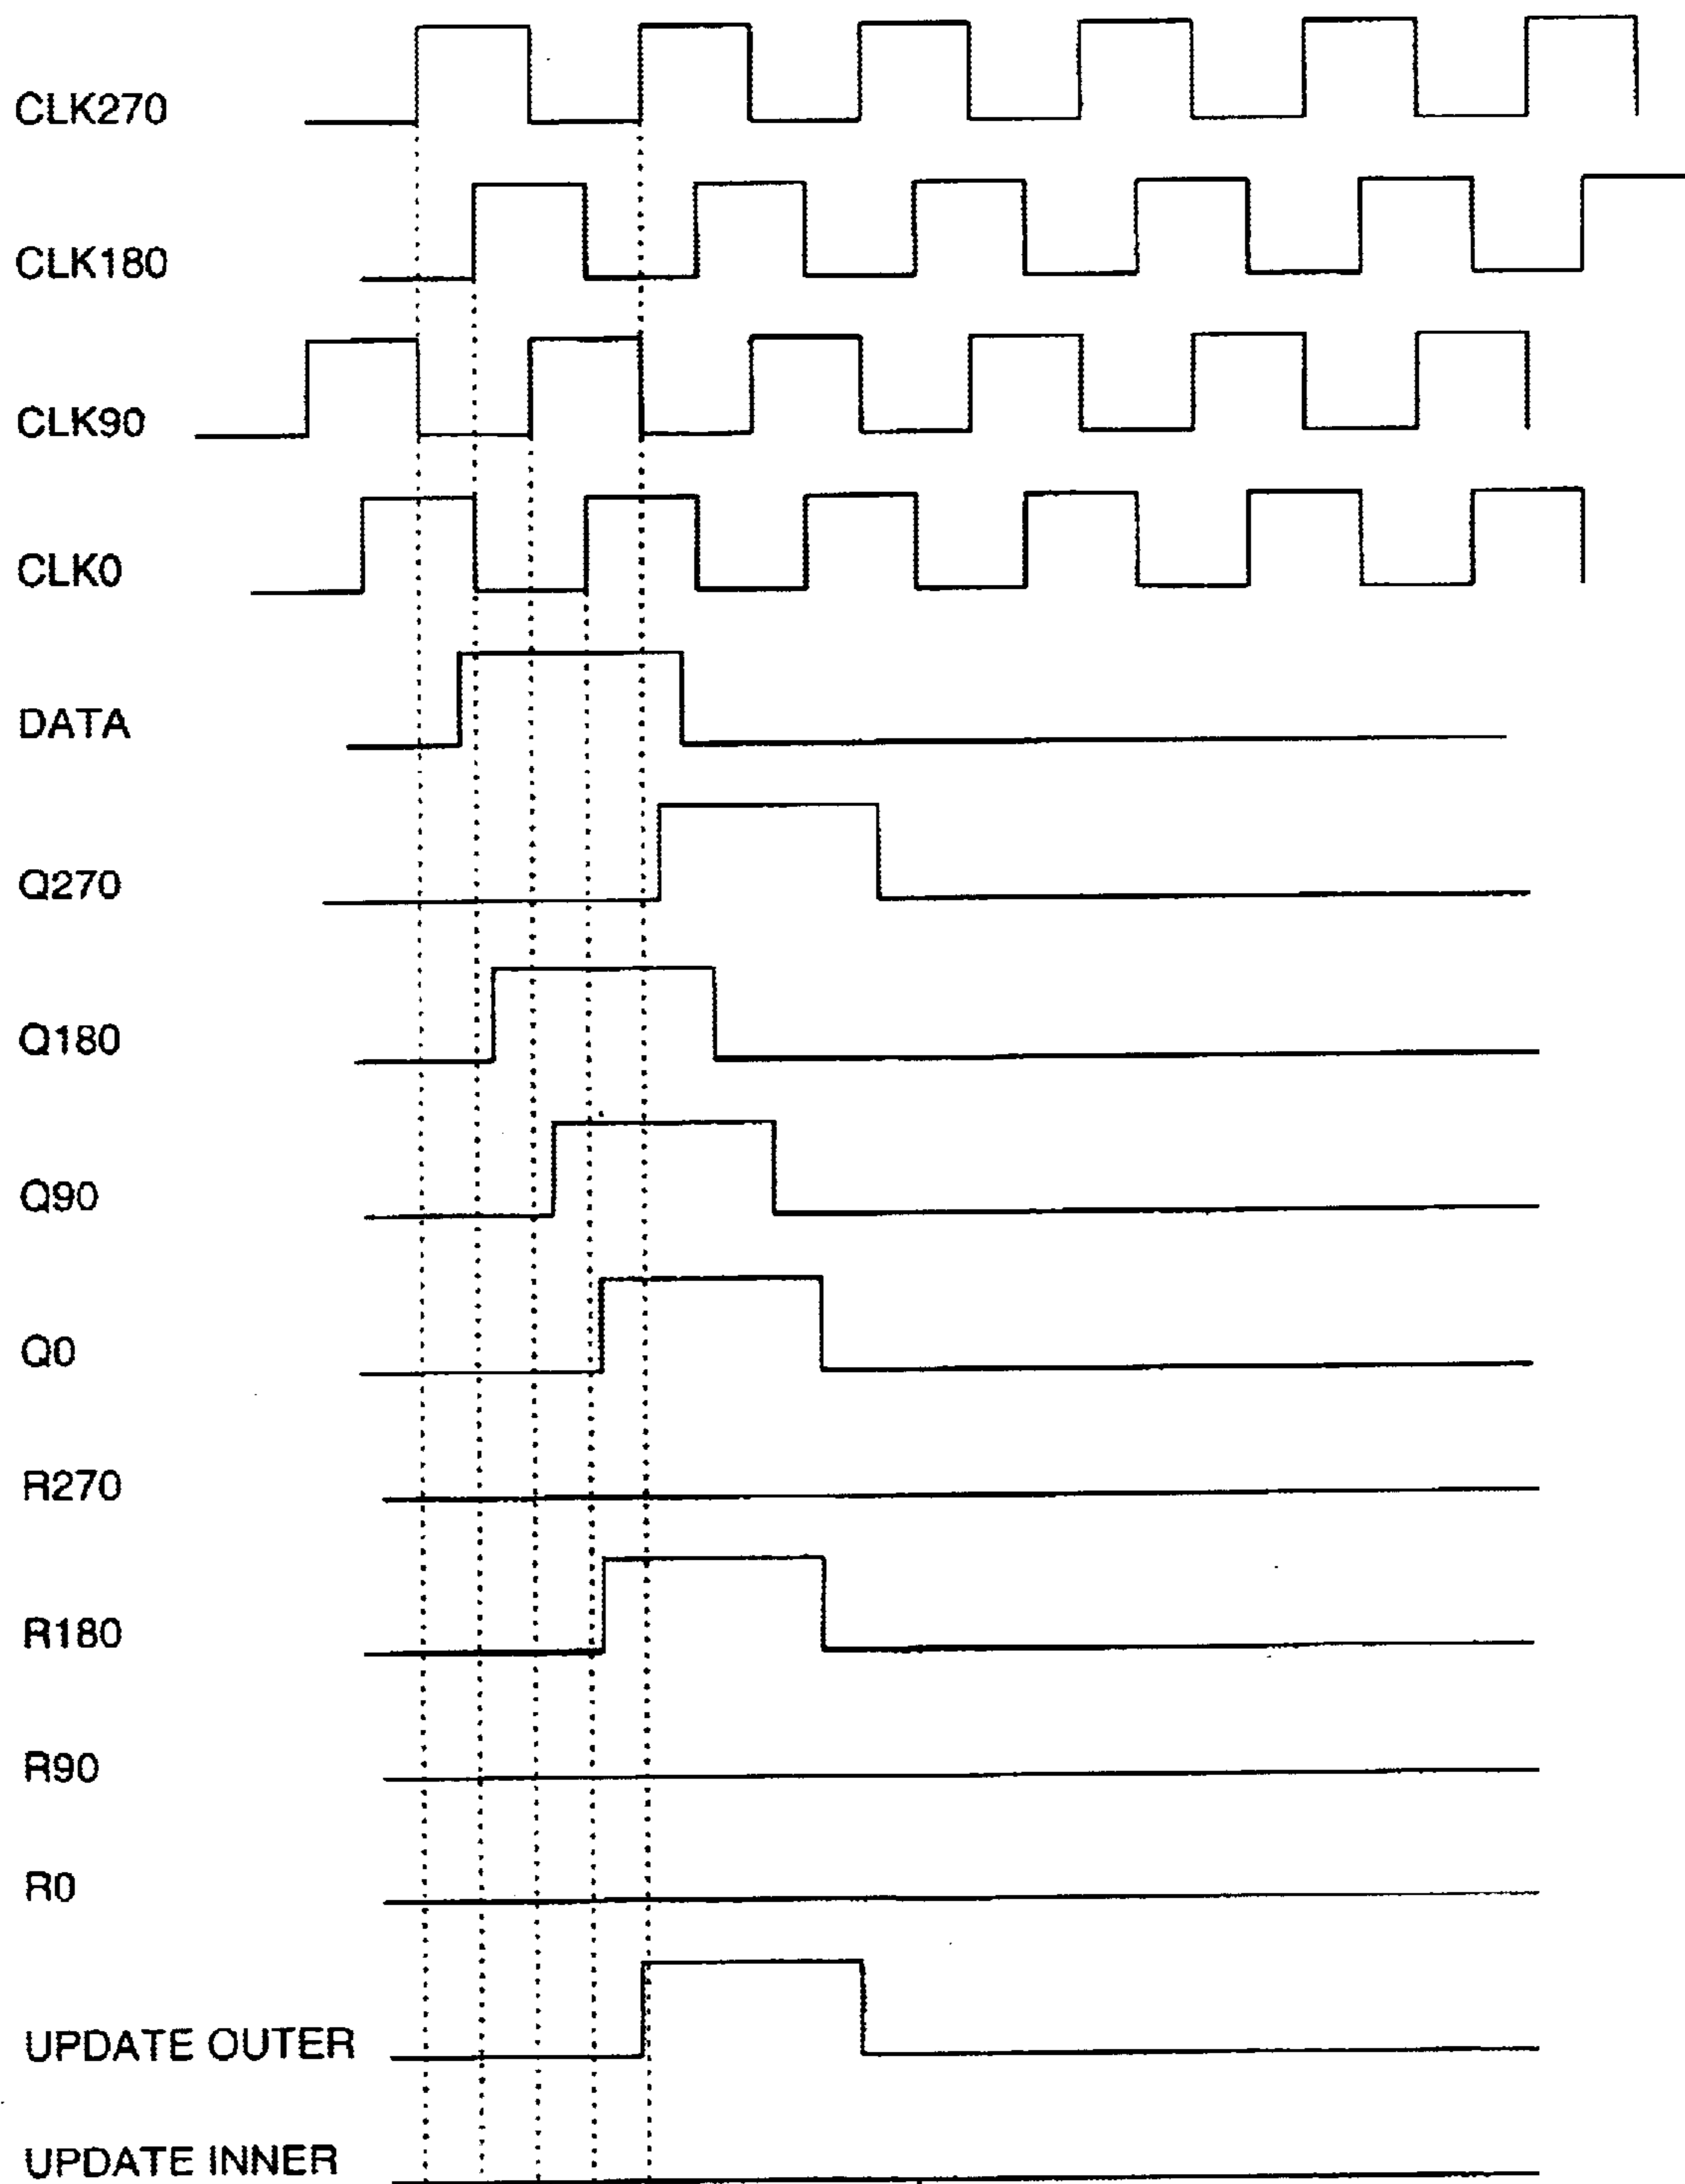 CLK270
CLK180
CLK90
CLK0
DATA
Q270
Q180
Q90
Q0
R270
R180
R90
R0
UPDATE OUTER
UPDATE INNER